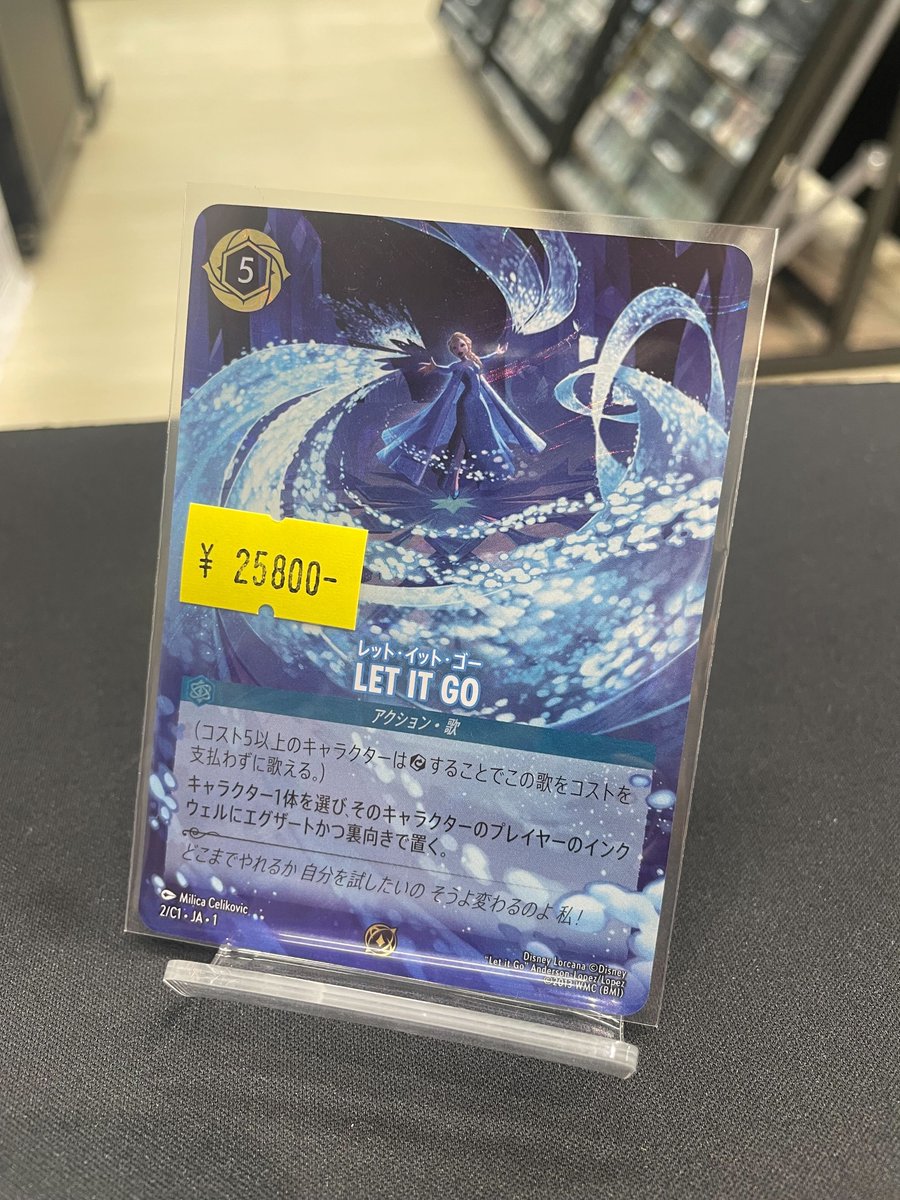 5
¥ 25800-
レット・イット・ゴー
LET IT GO
アクション・歌
(コスト5以上のキャラクターはすることでこの歌をコストを
支払わずに歌える。)
キャラクター1体を選び、そのキャラクターのプレイヤーのインク
ウェルにエグザートかつ裏向きで置く。
どこまでやれるか 自分を試したいの そうよ変わるのよ 私!
Milica Celikovic
2/C1・JA・1
Disney Lorcana ©Disney
"Let it Go" Anderson-Lopez/Lopez
©2013 WMC (BMI)